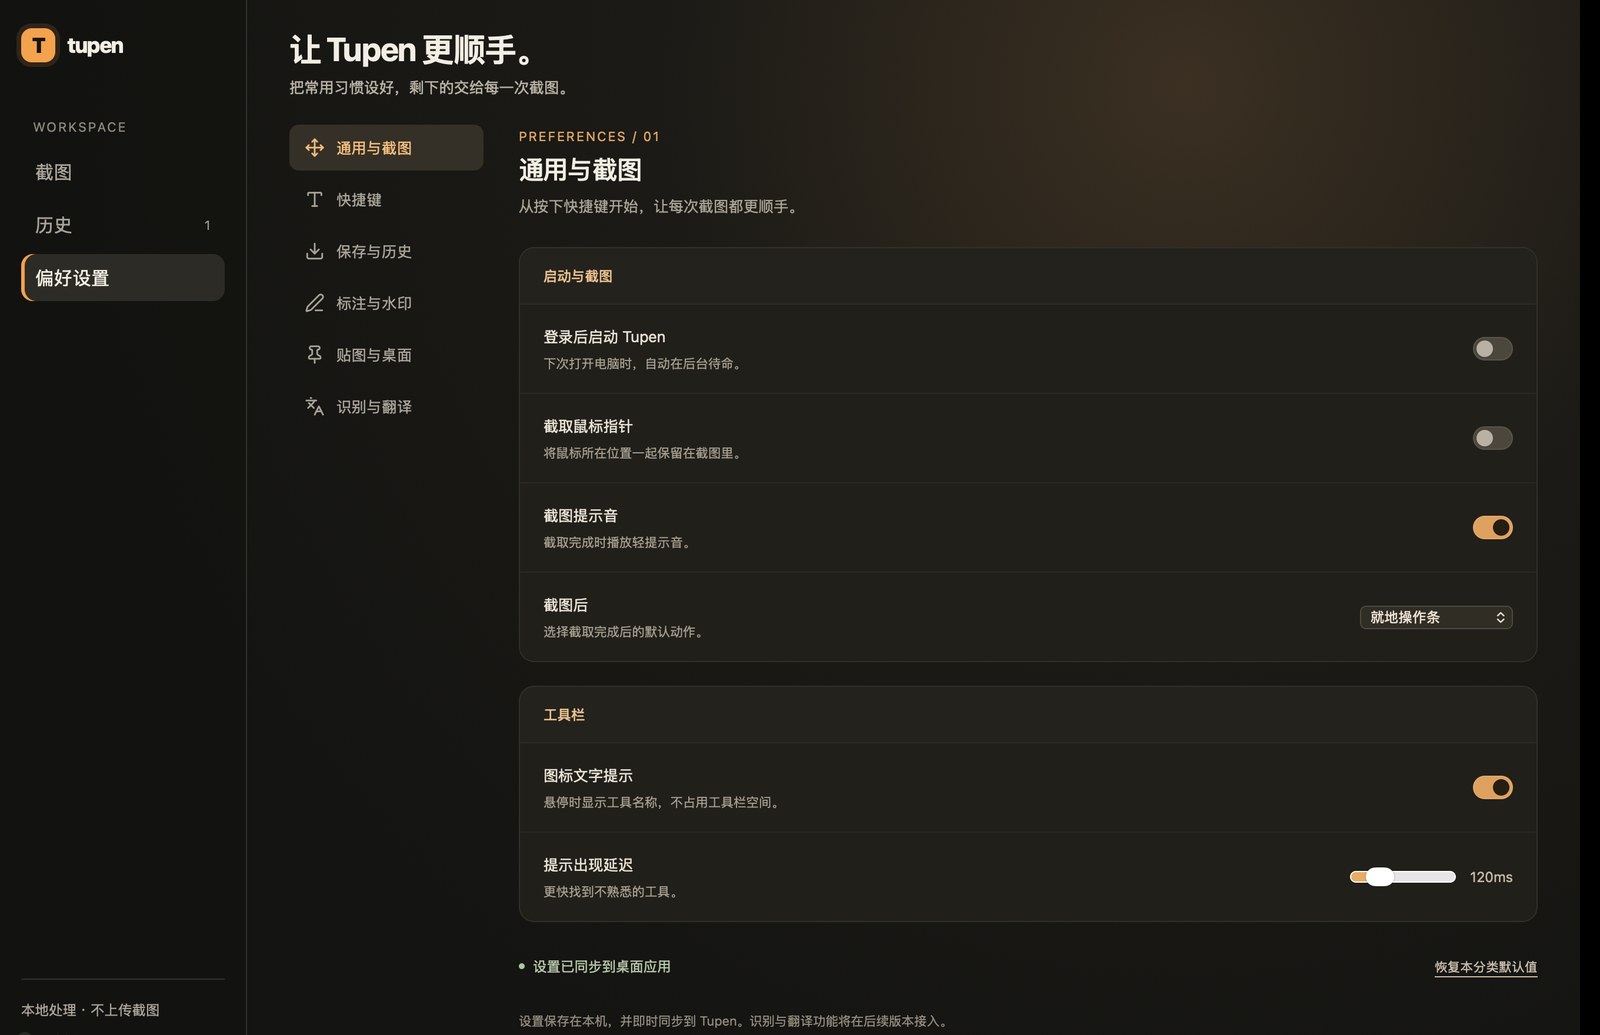 T tupen
WORKSPACE
截图
历史 1
偏好设置
本地处理 · 不上传截图
让 Tupen 更顺手。
把常用习惯设好，剩下的交给每一次截图。
通用与截图
快捷键
保存与历史
标注与水印
贴图与桌面
识别与翻译
PREFERENCES / 01
通用与截图
从按下快捷键开始，让每次截图都更顺手。
启动与截图
登录后启动 Tupen
下次打开电脑时，自动在后台待命。
截取鼠标指针
将鼠标所在位置一起保留在截图里。
截图提示音
截取完成时播放轻提示音。
截图后
选择截取完成后的默认动作。
就地操作条
工具栏
图标文字提示
悬停时显示工具名称，不占用工具栏空间。
提示出现延迟
更快找到不熟悉的工具。
120ms
设置已同步到桌面应用
恢复本分类默认值
设置保存在本机，并即时同步到 Tupen。识别与翻译功能将在后续版本接入。